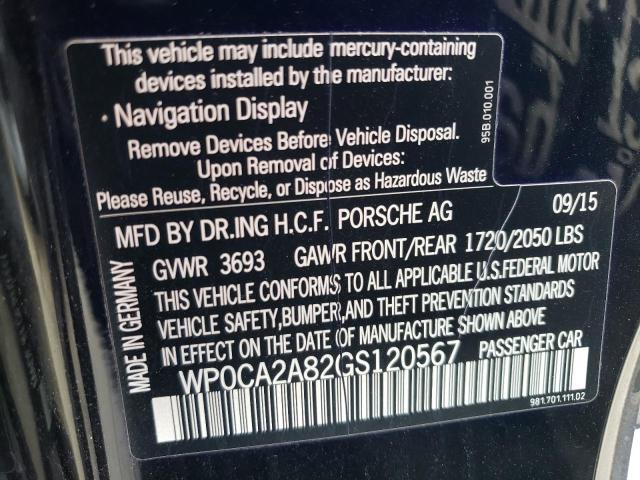 This vehicle may include mercury-containing
devices installed by the manufacturer:
· Navigation Display
Remove Devices Before Vehicle Disposal.
Upon Removal of Devices:
Please Reuse, Recycle, or Dispose as Hazardous Waste
95B.010.001
MFD BY DR.ING H.C.F. PORSCHE AG 09/15
GVWR 3693 GAWR FRONT/REAR 1720/2050 LBS
THIS VEHICLE CONFORMS TO ALL APPLICABLE U.S.FEDERAL MOTOR
VEHICLE SAFETY,BUMPER,AND THEFT PREVENTION STANDARDS
IN EFFECT ON THE DATE OF MANUFACTURE SHOWN ABOVE
WP0CA2A82GS120567 PASSENGER CAR
MADE IN GERMANY
981.701.111.02